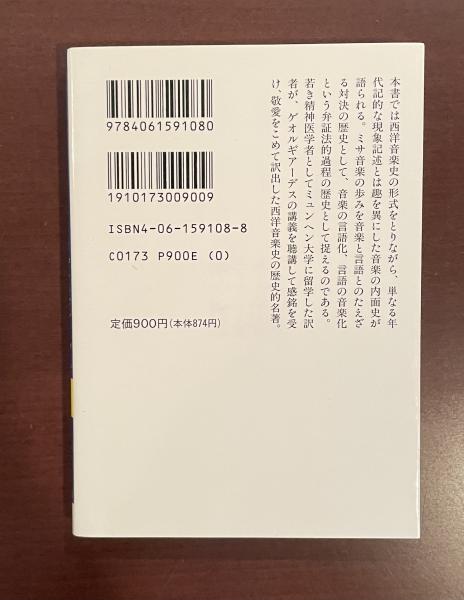 本書では西洋音楽史の形式をとりながら、単なる年
代記的な現象記述とは趣を異にした音楽の内面史が
語られる。ミサ音楽の歩みを音楽と言語とのたえざ
る対決の歴史として、音楽の言語化、言語の音楽化
という弁証法的過程の歴史として捉えるのである。
若き精神医学者としてミュンヘン大学に留学した訳
者が、ゲオルギアーデスの講義を聴講して感銘を受
け、敬愛をこめて訳出した西洋音楽史の歴史的名著。
9784061591080
1910173009009
ISBN4-06-159108-8
C0173 P900E (0)
定価900円(本体874円)